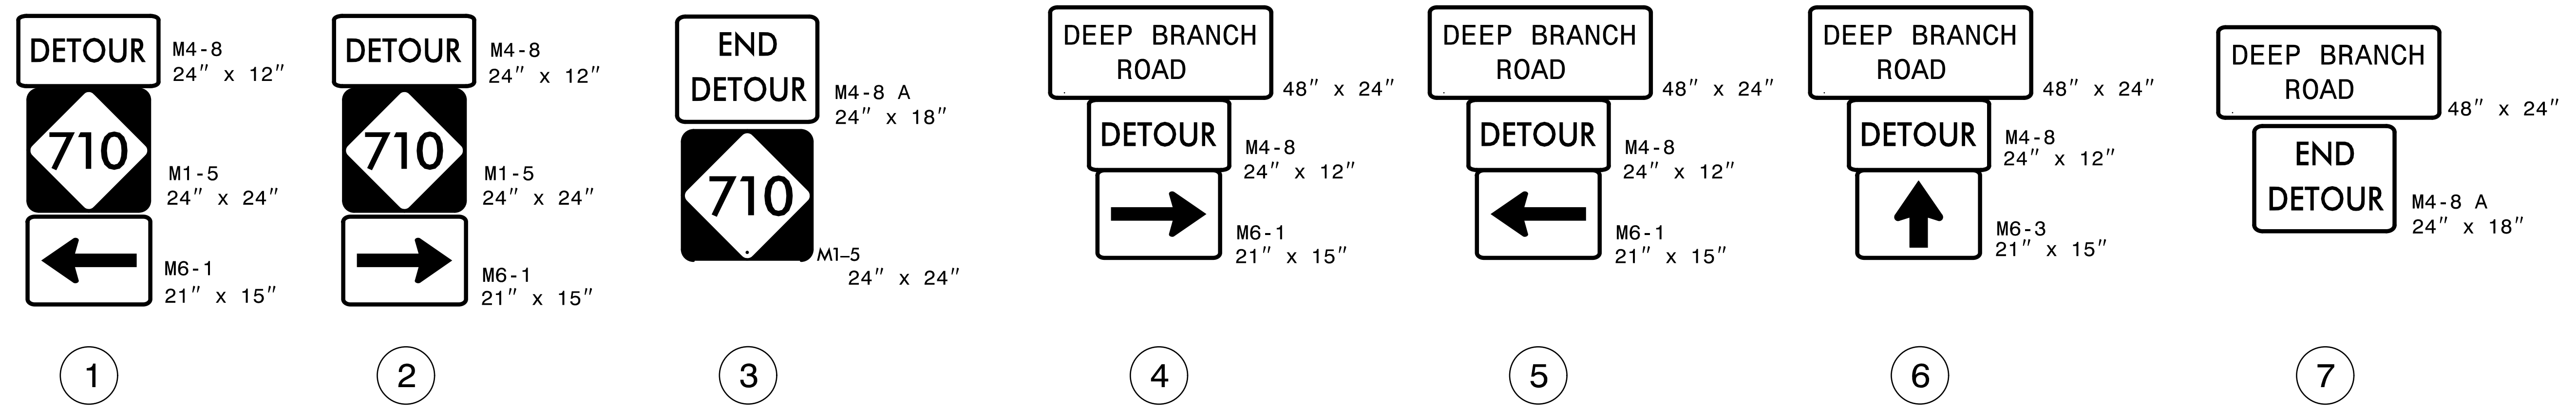 DETOUR
M4-8
24" x 12"
710
M1-5
24" x 24"
M6-1
21" x 15"
1
DETOUR
M4-8
24" x 12"
710
M1-5
24" x 24"
M6-1
21" x 15"
2
END
DETOUR
M4-8 A
24" x 18"
710
M1-5
24" x 24"
3
DEEP BRANCH
ROAD
48" x 24"
DETOUR
M4-8
24" x 12"
M6-1
21" x 15"
4
DEEP BRANCH
ROAD
48" x 24"
DETOUR
M4-8
24" x 12"
M6-1
21" x 15"
5
DEEP BRANCH
ROAD
48" x 24"
DETOUR
M4-8
24" x 12"
M6-3
21" x 15"
6
DEEP BRANCH
ROAD
48" x 24"
END
DETOUR
M4-8 A
24" x 18"
7